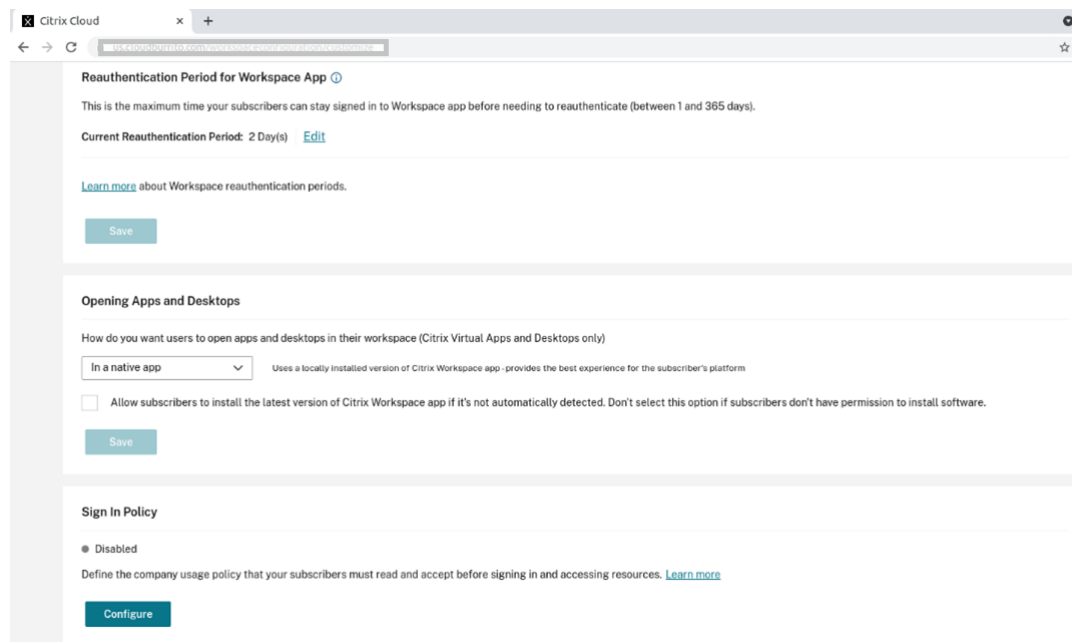 Citrix Cloud
Reauthentication Period for Workspace App
This is the maximum time your subscribers can stay signed in to Workspace app before needing to reauthenticate (between 1 and 365 days).
Current Reauthentication Period: 2 Day(s) Edit
Learn more about Workspace reauthentication periods.
Save
Opening Apps and Desktops
How do you want users to open apps and desktops in their workspace (Citrix Virtual Apps and Desktops only)
In a native app Uses a locally installed version of Citrix Workspace app - provides the best experience for the subscriber's platform
Allow subscribers to install the latest version of Citrix Workspace app if it's not automatically detected. Don't select this option if subscribers don't have permission to install software.
Save
Sign In Policy
Disabled
Define the company usage policy that your subscribers must read and accept before signing in and accessing resources. Learn more
Configure